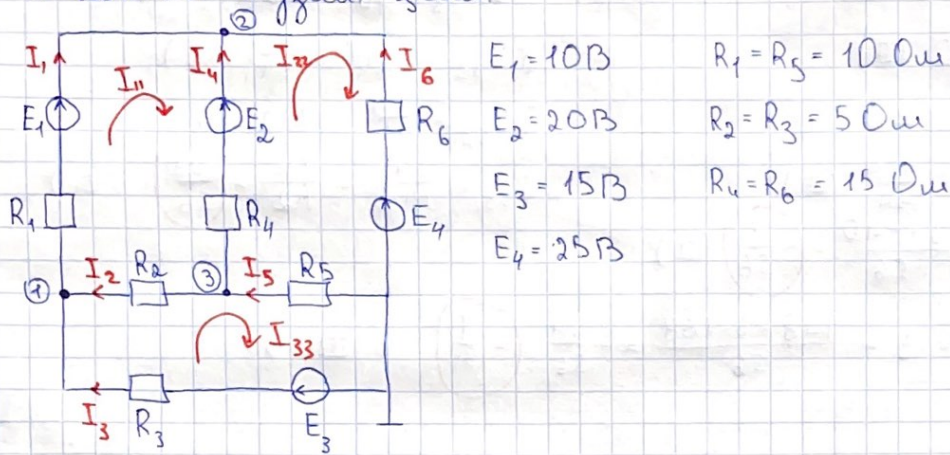 ②
I₁ I₄ I₂₂ I₆
I₁₁
E₁ E₂ R₆
R₁ R₄ E₄
① I₂ R₂ ③ I₅ R₅
I₃₃
I₃ R₃ E₃
E₁ = 10В R₁ = R₅ = 10 Ом
E₂ = 20В R₂ = R₃ = 5 Ом
E₃ = 15В R₄ = R₆ = 15 Ом
E₄ = 25В